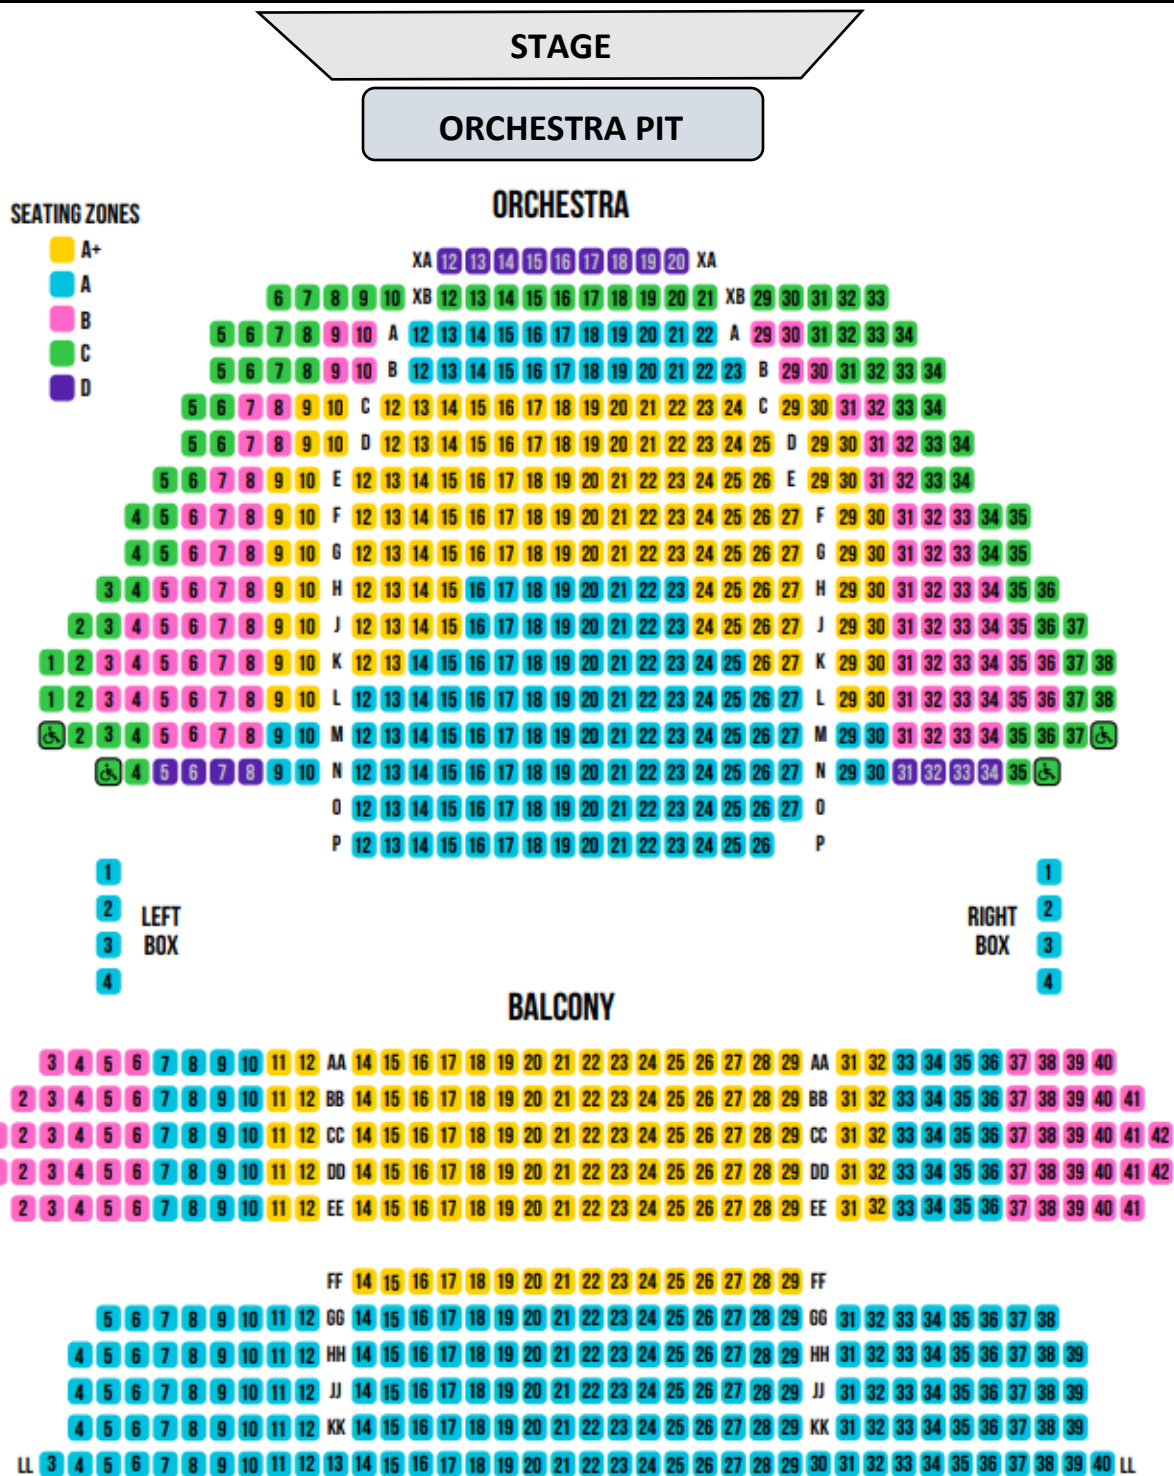 STAGE
ORCHESTRA PIT
ORCHESTRA
SEATING ZONES
A+
A
B
C
D
XA 12 13 14 15 16 17 18 19 20 XA
6 7 8 9 10 XB 12 13 14 15 16 17 18 19 20 21 XB 29 30 31 32 33
5 6 7 8 9 10 A 12 13 14 15 16 17 18 19 20 21 22 A 29 30 31 32 33 34
5 6 7 8 9 10 B 12 13 14 15 16 17 18 19 20 21 22 23 B 29 30 31 32 33 34
5 6 7 8 9 10 C 12 13 14 15 16 17 18 19 20 21 22 23 24 C 29 30 31 32 33 34
5 6 7 8 9 10 D 12 13 14 15 16 17 18 19 20 21 22 23 24 25 D 29 30 31 32 33 34
5 6 7 8 9 10 E 12 13 14 15 16 17 18 19 20 21 22 23 24 25 26 E 29 30 31 32 33 34
4 5 6 7 8 9 10 F 12 13 14 15 16 17 18 19 20 21 22 23 24 25 26 27 F 29 30 31 32 33 34 35
4 5 6 7 8 9 10 G 12 13 14 15 16 17 18 19 20 21 22 23 24 25 26 27 G 29 30 31 32 33 34 35
3 4 5 6 7 8 9 10 H 12 13 14 15 16 17 18 19 20 21 22 23 24 25 26 27 H 29 30 31 32 33 34 35 36
2 3 4 5 6 7 8 9 10 J 12 13 14 15 16 17 18 19 20 21 22 23 24 25 26 27 J 29 30 31 32 33 34 35 36 37
1 2 3 4 5 6 7 8 9 10 K 12 13 14 15 16 17 18 19 20 21 22 23 24 25 26 27 K 29 30 31 32 33 34 35 36 37 38
1 2 3 4 5 6 7 8 9 10 L 12 13 14 15 16 17 18 19 20 21 22 23 24 25 26 27 L 29 30 31 32 33 34 35 36 37 38
2 3 4 5 6 7 8 9 10 M 12 13 14 15 16 17 18 19 20 21 22 23 24 25 26 27 M 29 30 31 32 33 34 35 36 37
4 5 6 7 8 9 10 N 12 13 14 15 16 17 18 19 20 21 22 23 24 25 26 27 N 29 30 31 32 33 34 35
O 12 13 14 15 16 17 18 19 20 21 22 23 24 25 26 27 O
P 12 13 14 15 16 17 18 19 20 21 22 23 24 25 26 P
1
2
3
4
LEFT
BOX
RIGHT
BOX
1
2
3
4
BALCONY
3 4 5 6 7 8 9 10 11 12 AA 14 15 16 17 18 19 20 21 22 23 24 25 26 27 28 29 AA 31 32 33 34 35 36 37 38 39 40
2 3 4 5 6 7 8 9 10 11 12 BB 14 15 16 17 18 19 20 21 22 23 24 25 26 27 28 29 BB 31 32 33 34 35 36 37 38 39 40 41
2 3 4 5 6 7 8 9 10 11 12 CC 14 15 16 17 18 19 20 21 22 23 24 25 26 27 28 29 CC 31 32 33 34 35 36 37 38 39 40 41 42
2 3 4 5 6 7 8 9 10 11 12 DD 14 15 16 17 18 19 20 21 22 23 24 25 26 27 28 29 DD 31 32 33 34 35 36 37 38 39 40 41 42
2 3 4 5 6 7 8 9 10 11 12 EE 14 15 16 17 18 19 20 21 22 23 24 25 26 27 28 29 EE 31 32 33 34 35 36 37 38 39 40 41
FF 14 15 16 17 18 19 20 21 22 23 24 25 26 27 28 29 FF
5 6 7 8 9 10 11 12 GG 14 15 16 17 18 19 20 21 22 23 24 25 26 27 28 29 GG 31 32 33 34 35 36 37 38
4 5 6 7 8 9 10 11 12 HH 14 15 16 17 18 19 20 21 22 23 24 25 26 27 28 29 HH 31 32 33 34 35 36 37 38 39
4 5 6 7 8 9 10 11 12 JJ 14 15 16 17 18 19 20 21 22 23 24 25 26 27 28 29 JJ 31 32 33 34 35 36 37 38 39
4 5 6 7 8 9 10 11 12 KK 14 15 16 17 18 19 20 21 22 23 24 25 26 27 28 29 KK 31 32 33 34 35 36 37 38 39
LL 3 4 5 6 7 8 9 10 11 12 13 14 15 16 17 18 19 20 21 22 23 24 25 26 27 28 29 30 31 32 33 34 35 36 37 38 39 40 LL